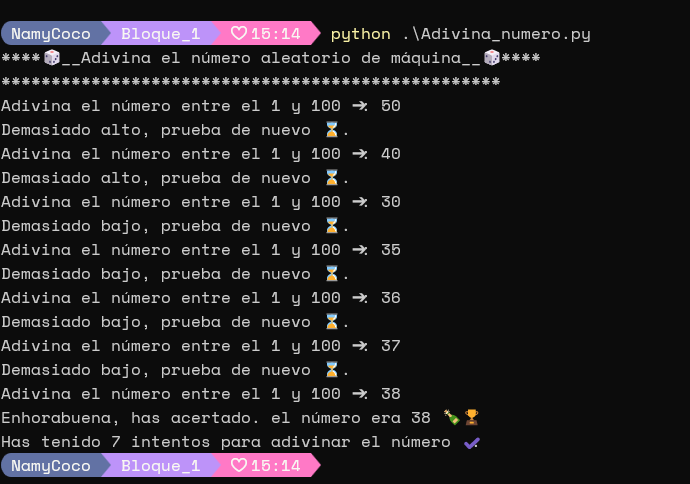 NamyCoco Bloque_1 ♡15:14 python .\Adivina_numero.py
****🎲__Adivina el número aleatorio de máquina__🎲****
**************************************************
Adivina el número entre el 1 y 100 ➔: 50
Demasiado alto, prueba de nuevo ⏳.
Adivina el número entre el 1 y 100 ➔: 40
Demasiado alto, prueba de nuevo ⏳.
Adivina el número entre el 1 y 100 ➔: 30
Demasiado bajo, prueba de nuevo ⏳.
Adivina el número entre el 1 y 100 ➔: 35
Demasiado bajo, prueba de nuevo ⏳.
Adivina el número entre el 1 y 100 ➔: 36
Demasiado bajo, prueba de nuevo ⏳.
Adivina el número entre el 1 y 100 ➔: 37
Demasiado bajo, prueba de nuevo ⏳.
Adivina el número entre el 1 y 100 ➔: 38
Enhorabuena, has acertado. el número era 38 🍾🏆
Has tenido 7 intentos para adivinar el número ✔.
NamyCoco Bloque_1 ♡15:14